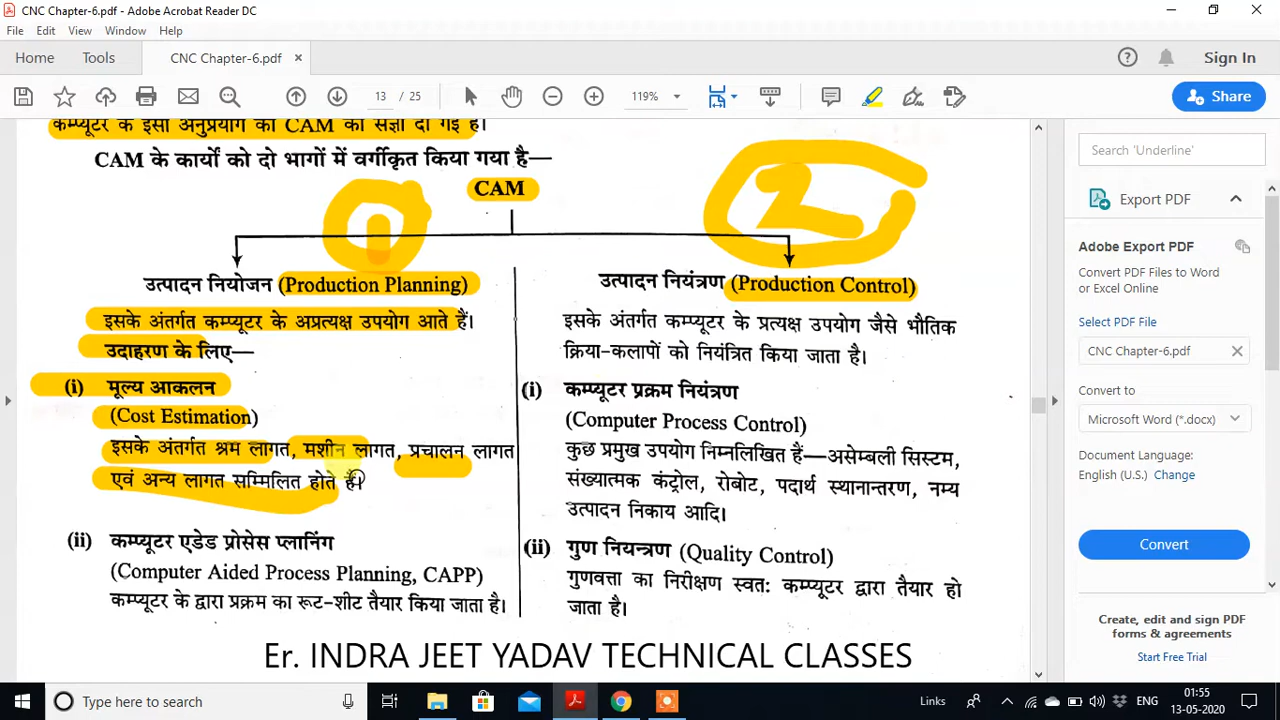 CNC Chapter-6.pdf - Adobe Acrobat Reader DC
File Edit View Window Help
Home Tools CNC Chapter-6.pdf × Sign In
13 / 25 119% Share
कम्प्यूटर के इसी अनुप्रयोग को CAM की संज्ञा दी गई है।
CAM के कार्यों को दो भागों में वर्गीकृत किया गया है—
CAM
1
2
उत्पादन नियोजन (Production Planning)
इसके अंतर्गत कम्प्यूटर के अप्रत्यक्ष उपयोग आते हैं।
उदाहरण के लिए—
(i) मूल्य आकलन
(Cost Estimation)
इसके अंतर्गत श्रम लागत, मशीन लागत, प्रचालन लागत
एवं अन्य लागत सम्मिलित होते हैं।
(ii) कम्प्यूटर एडेड प्रोसेस प्लानिंग
(Computer Aided Process Planning, CAPP)
कम्प्यूटर के द्वारा प्रक्रम का रूट-शीट तैयार किया जाता है।
उत्पादन नियंत्रण (Production Control)
इसके अंतर्गत कम्प्यूटर के प्रत्यक्ष उपयोग जैसे भौतिक
क्रिया-कलापों को नियंत्रित किया जाता है।
(i) कम्प्यूटर प्रक्रम नियंत्रण
(Computer Process Control)
कुछ प्रमुख उपयोग निम्नलिखित हैं— असेम्बली सिस्टम,
संख्यात्मक कंट्रोल, रोबोट, पदार्थ स्थानान्तरण, नम्य
उत्पादन निकाय आदि।
(ii) गुण नियन्त्रण (Quality Control)
गुणवत्ता का निरीक्षण स्वत: कम्प्यूटर द्वारा तैयार हो
जाता है।
Er. INDRA JEET YADAV TECHNICAL CLASSES
Search 'Underline'
Export PDF
Adobe Export PDF
Convert PDF Files to Word
or Excel Online
Select PDF File
CNC Chapter-6.pdf ×
Convert to
Microsoft Word (*.docx)
Document Language:
English (U.S.) Change
Convert
Create, edit and sign PDF
forms & agreements
Start Free Trial
Type here to search
Links ENG 01:55
13-05-2020